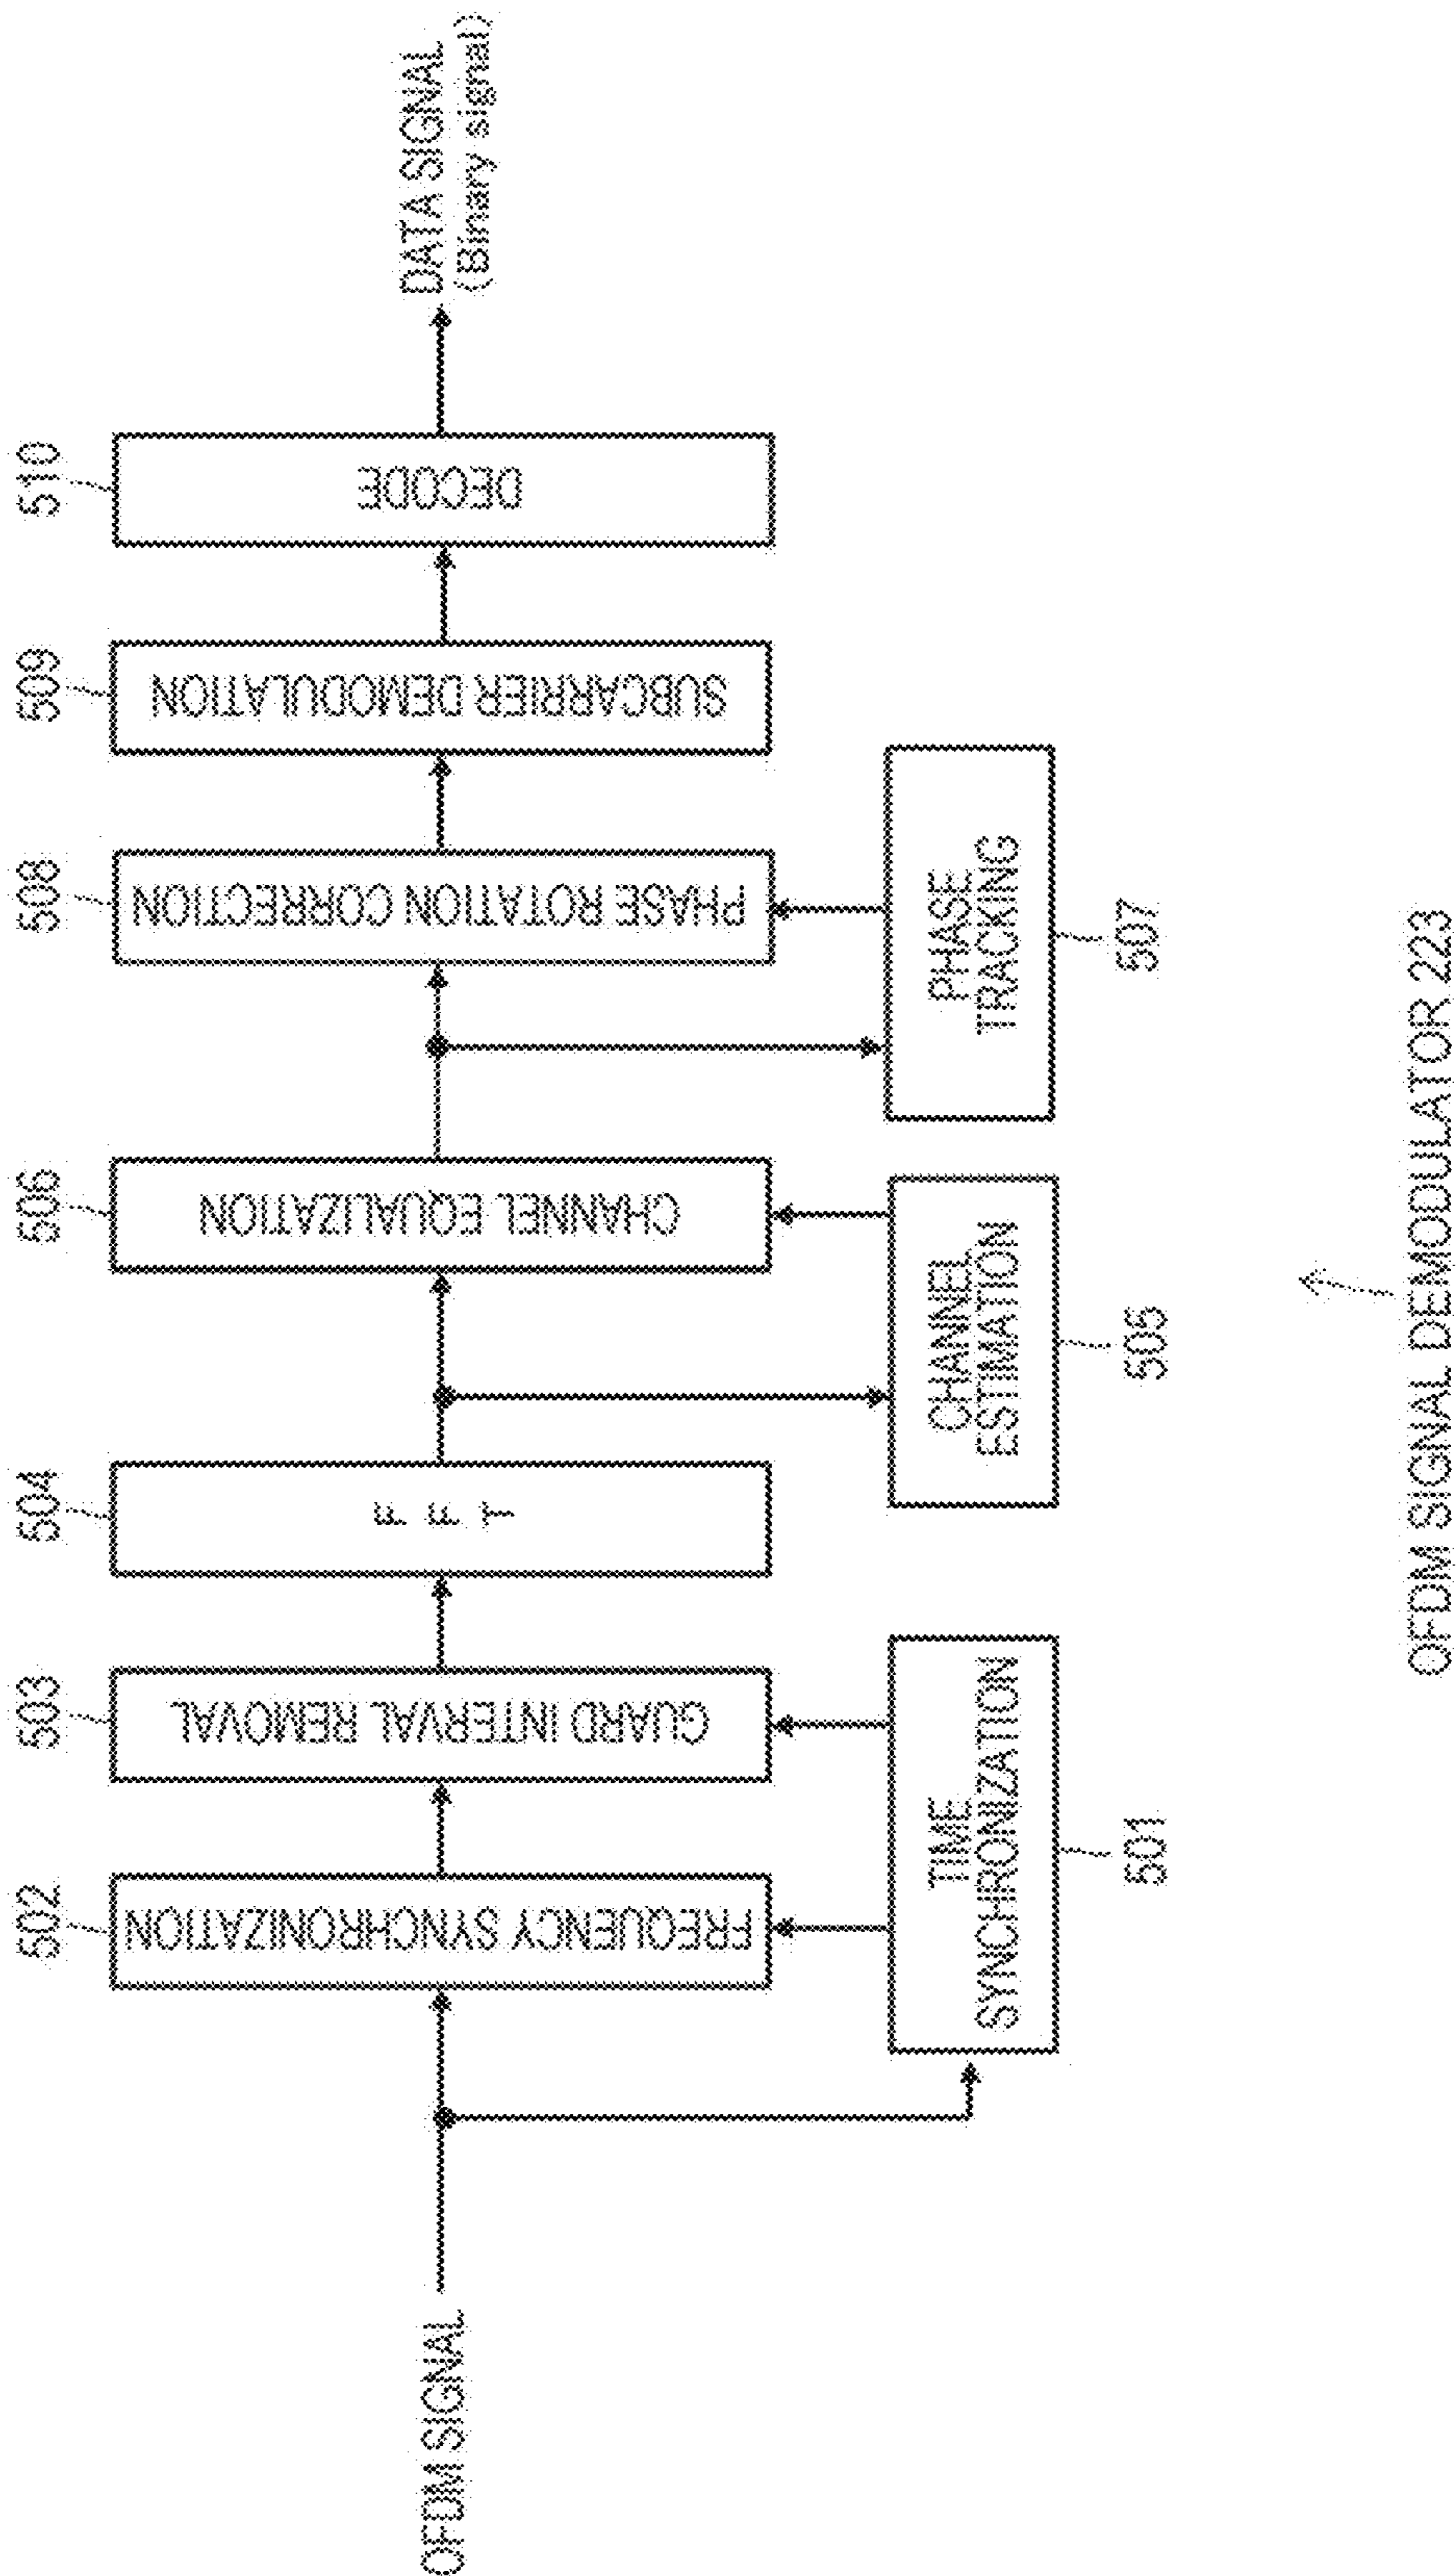 502
503
504
506
508
509
510
FREQUENCY SYNCHRONIZATION
GUARD INTERVAL REMOVAL
F F T
CHANNEL EQUALIZATION
PHASE ROTATION CORRECTION
SUBCARRIER DEMODULATION
DECODE
OFDM SIGNAL
DATA SIGNAL
(Binary signal)
TIME
SYNCHRONIZATION
CHANNEL
ESTIMATION
PHASE
TRACKING
501
505
507
OFDM SIGNAL DEMODULATOR 223